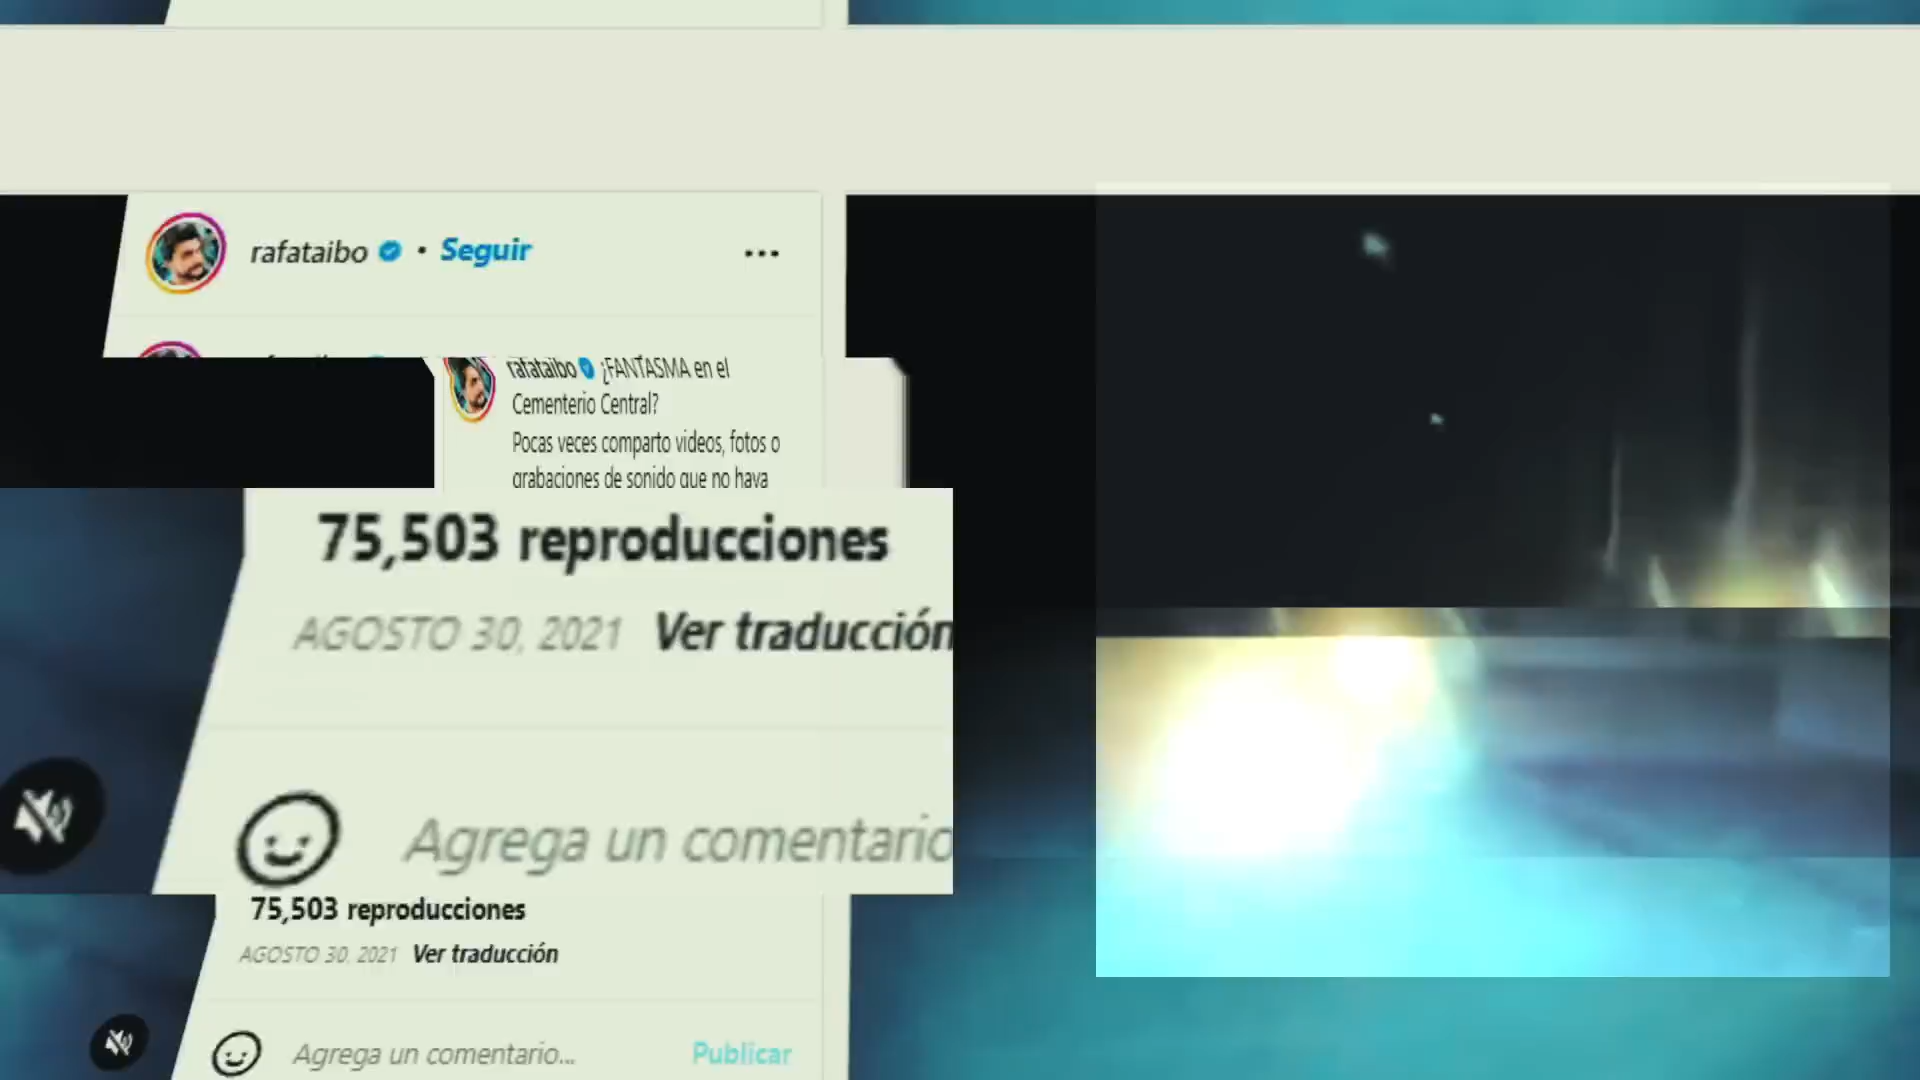 rafataibo • Seguir
rafataibo ¿FANTASMA en el
Cementerio Central?
Pocas veces comparto videos, fotos o
grabaciones de sonido que no haya
75,503 reproducciones
AGOSTO 30, 2021 Ver traducción
Agrega un comentario
75,503 reproducciones
AGOSTO 30, 2021 Ver traducción
Agrega un comentario... Publicar